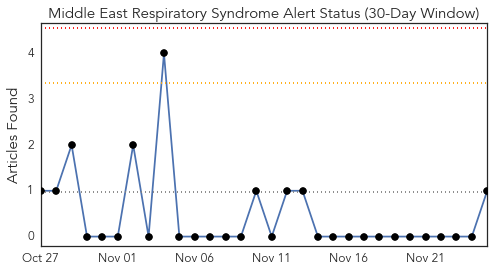 Middle East Respiratory Syndrome Alert Status (30-Day Window)
Articles Found
4
3
2
1
0
Oct 27 Nov 01 Nov 06 Nov 11 Nov 16 Nov 21